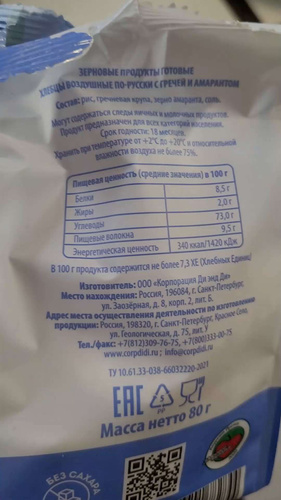 ЗЕРНОВЫЕ ПРОДУКТЫ ГОТОВЫЕ
ХЛЕБЦЫ ВОЗДУШНЫЕ ПО-РУССКИ С ГРЕЧЕЙ И АМАРАНТОМ
Состав: рис, гречневая крупа, зерно амаранта, соль.
Могут содержаться следы яичных и молочных продуктов.
Продукт предназначен для всех категорий населения.
Срок годности: 18 месяцев.
Хранить при температуре от +2°С до +20°С и относительной
влажности воздуха не более 75%.
Пищевая ценность (средние значения) в 100 г
Белки 8,5 г
Жиры 2,0 г
Углеводы 73,0 г
Пищевые волокна 9,5 г
Энергетическая ценность 340 ккал/1420 кДж
В 100 г продукта содержится не более 7,3 ХЕ (Хлебных Единиц)
Изготовитель: ООО «Корпорация Ди энд Ди»
Место нахождения: Россия, 196084, г. Санкт-Петербург,
ул. Заозёрная, д. 8, корп. 2, лит. Б.
Адрес места осуществления деятельности по изготовлению
продукции: Россия, 198320, г. Санкт-Петербург, Красное Село,
ул. Геологическая, д. 75, лит. У
Тел./факс: +7(812)309-76-75, +7(800)333-00-75
www.corpdidi.ru ; info@corpdidi.ru
ТУ 10.61.33-038-66032220-2021
ЕАС 5 PP
Масса нетто 80 г
БЕЗ САХАРА